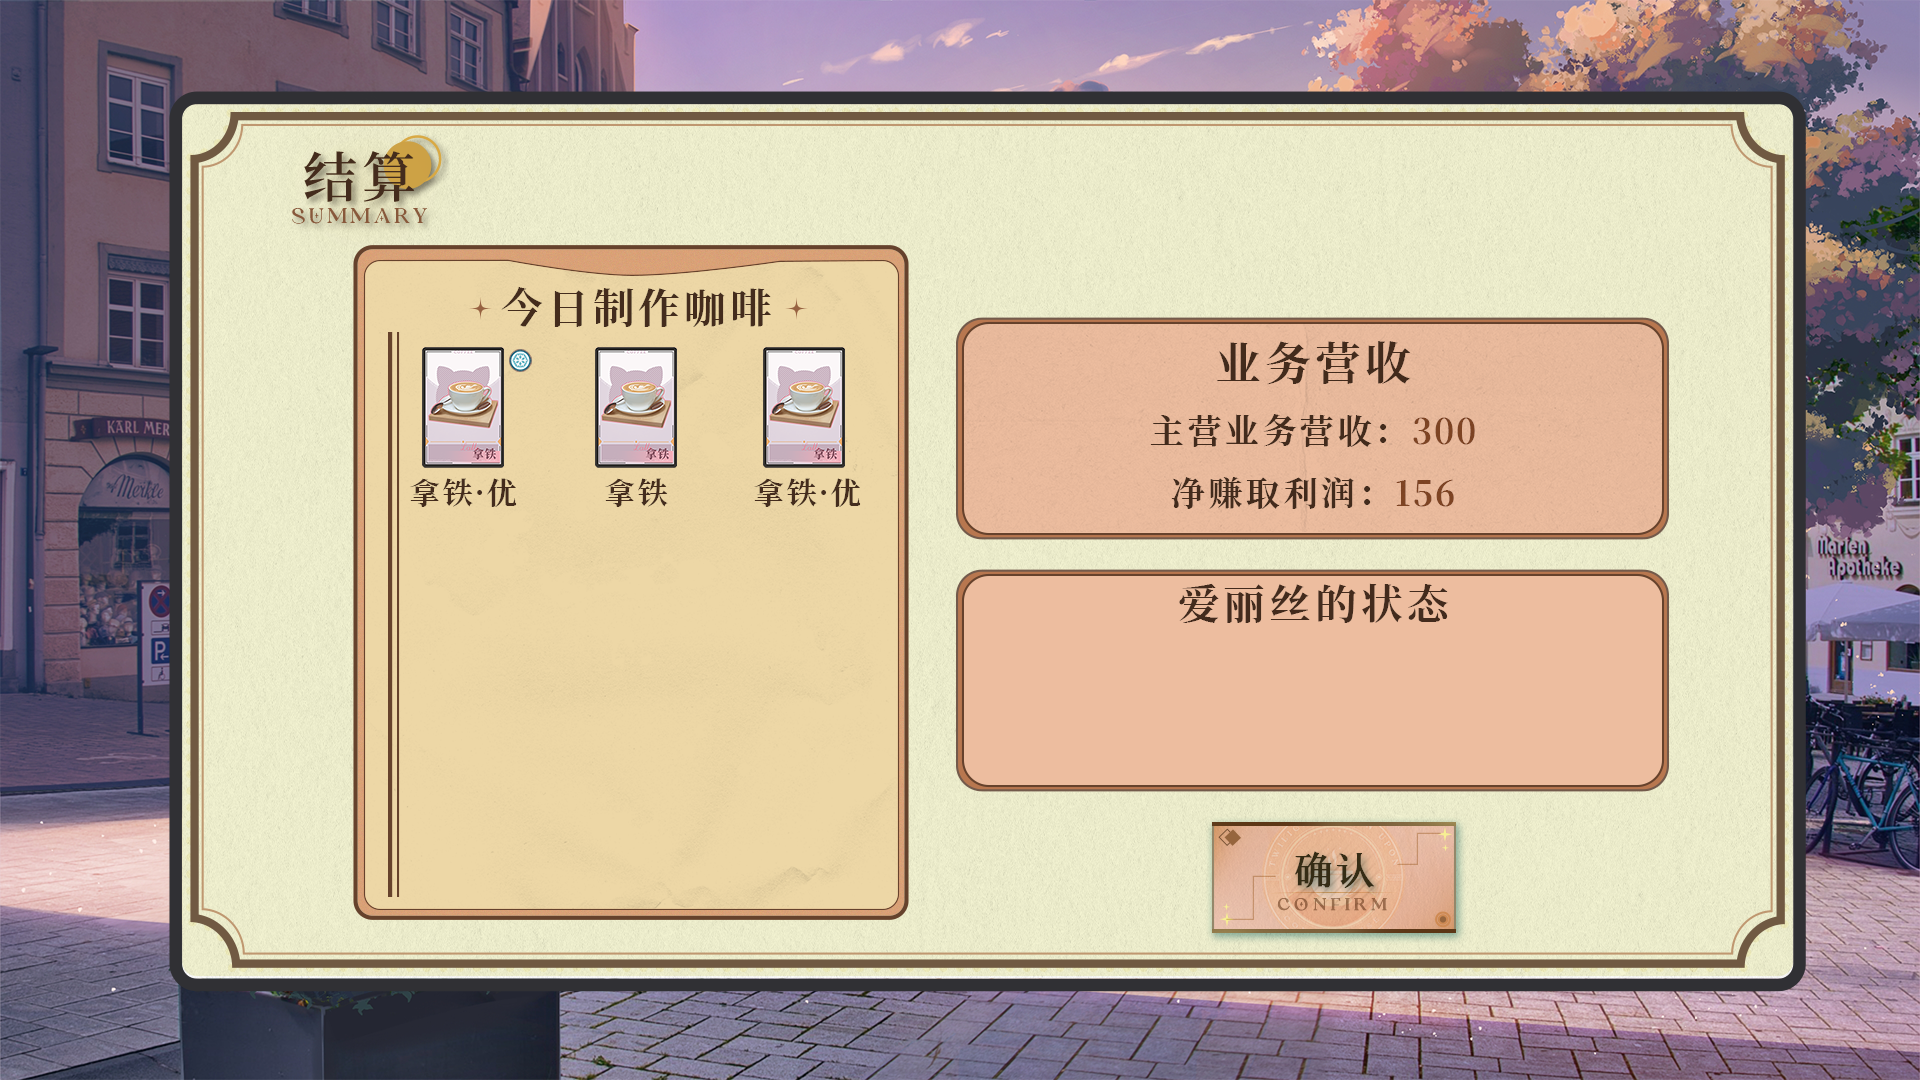 结算
SUMMARY
今日制作咖啡
拿铁
拿铁
拿铁
拿铁·优
拿铁
拿铁·优
业务营收
主营业务营收：300
净赚取利润：156
爱丽丝的状态
确认
CONFIRM
KARL MER
Merkle
P
Marien
Apotheke